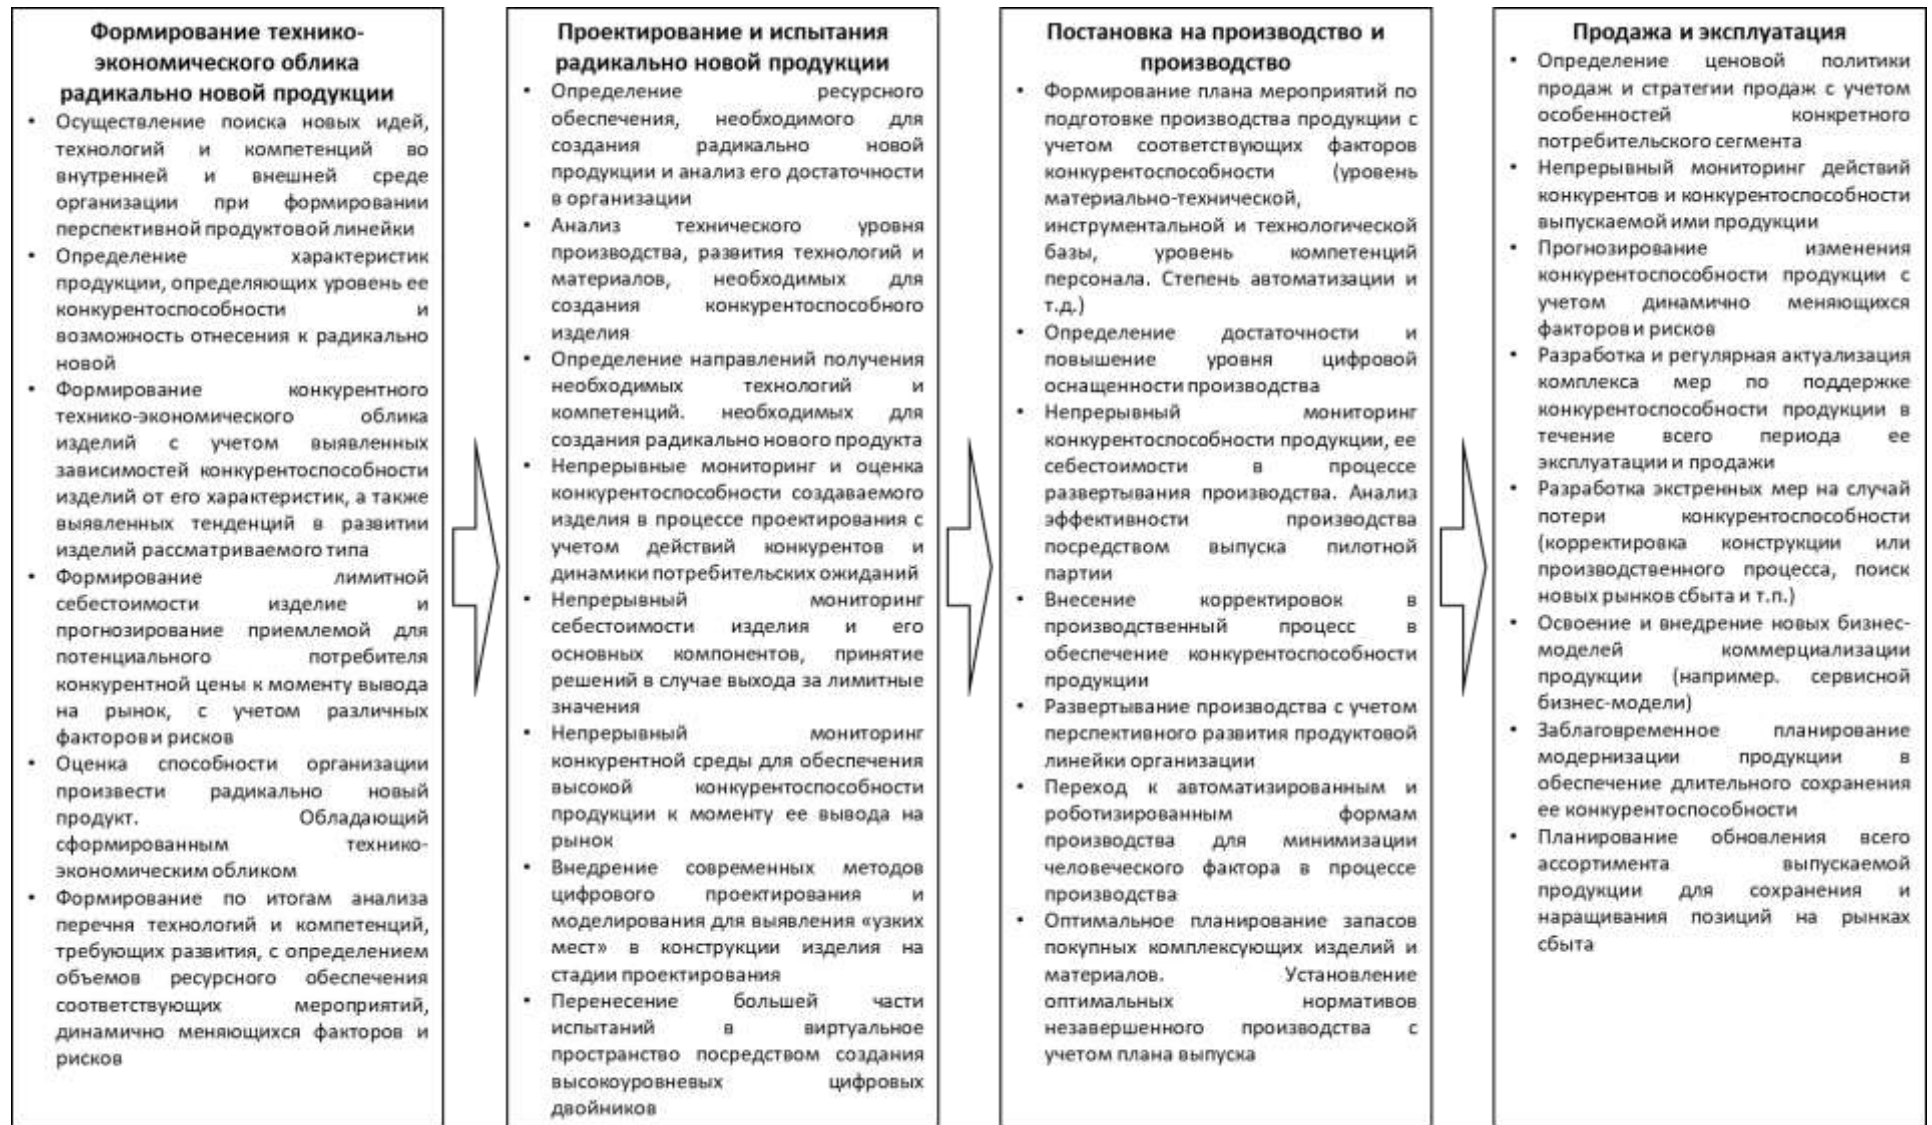 Формирование технико-
экономического облика
радикально новой продукции
• Осуществление поиска новых идей,
технологий и компетенций во
внутренней и внешней среде
организации при формировании
перспективной продуктовой линейки
• Определение характеристик
продукции, определяющих уровень ее
конкурентоспособности и
возможность отнесения к радикально
новой
• Формирование конкурентного
технико-экономического облика
изделий с учетом выявленных
зависимостей конкурентоспособности
изделий от его характеристик, а также
выявленных тенденций в развитии
изделий рассматриваемого типа
• Формирование лимитной
себестоимости изделие и
прогнозирование приемлемой для
потенциального потребителя
конкурентной цены к моменту вывода
на рынок, с учетом различных
факторов и рисков
• Оценка способности организации
произвести радикально новый
продукт. Обладающий
сформированным технико-
экономическим обликом
• Формирование по итогам анализа
перечня технологий и компетенций,
требующих развития, с определением
объемов ресурсного обеспечения
соответствующих мероприятий,
динамично меняющихся факторов и
рисков
Проектирование и испытания
радикально новой продукции
• Определение ресурсного
обеспечения, необходимого для
создания радикально новой
продукции и анализ его достаточности
в организации
• Анализ технического уровня
производства, развития технологий и
материалов, необходимых для
создания конкурентоспособного
изделия
• Определение направлений получения
необходимых технологий и
компетенций. необходимых для
создания радикально нового продукта
• Непрерывные мониторинг и оценка
конкурентоспособности создаваемого
изделия в процессе проектирования с
учетом действий конкурентов и
динамики потребительских ожиданий
• Непрерывный мониторинг
себестоимости изделия и его
основных компонентов, принятие
решений в случае выхода за лимитные
значения
• Непрерывный мониторинг
конкурентной среды для обеспечения
высокой конкурентоспособности
продукции к моменту ее вывода на
рынок
• Внедрение современных методов
цифрового проектирования и
моделирования для выявления «узких
мест» в конструкции изделия на
стадии проектирования
• Перенесение большей части
испытаний в виртуальное
пространство посредством создания
высокоуровневых цифровых
двойников
Постановка на производство и
производство
• Формирование плана мероприятий по
подготовке производства продукции с
учетом соответствующих факторов
конкурентоспособности (уровень
материально-технической,
инструментальной и технологической
базы, уровень компетенций
персонала. Степень автоматизации и
т.д.)
• Определение достаточности и
повышение уровня цифровой
оснащенности производства
• Непрерывный мониторинг
конкурентоспособности продукции, ее
себестоимости в процессе
развертывания производства. Анализ
эффективности производства
посредством выпуска пилотной
партии
• Внесение корректировок в
производственный процесс в
обеспечение конкурентоспособности
продукции
• Развертывание производства с учетом
перспективного развития продуктовой
линейки организации
• Переход к автоматизированным и
роботизированным формам
производства для минимизации
человеческого фактора в процессе
производства
• Оптимальное планирование запасов
покупных комплексующих изделий и
материалов. Установление
оптимальных нормативов
незавершенного производства с
учетом плана выпуска
Продажа и эксплуатация
• Определение ценовой политики
продаж и стратегии продаж с учетом
особенностей конкретного
потребительского сегмента
• Непрерывный мониторинг действий
конкурентов и конкурентоспособности
выпускаемой ими продукции
• Прогнозирование изменения
конкурентоспособности продукции с
учетом динамично меняющихся
факторов и рисков
• Разработка и регулярная актуализация
комплекса мер по поддержке
конкурентоспособности продукции в
течение всего периода ее
эксплуатации и продажи
• Разработка экстренных мер на случай
потери конкурентоспособности
(корректировка конструкции или
производственного процесса, поиск
новых рынков сбыта и т.п.)
• Освоение и внедрение новых бизнес-
моделей коммерциализации
продукции (например. сервисной
бизнес-модели)
• Заблаговременное планирование
модернизации продукции в
обеспечение длительного сохранения
ее конкурентоспособности
• Планирование обновления всего
ассортимента выпускаемой
продукции для сохранения и
наращивания позиций на рынках
сбыта